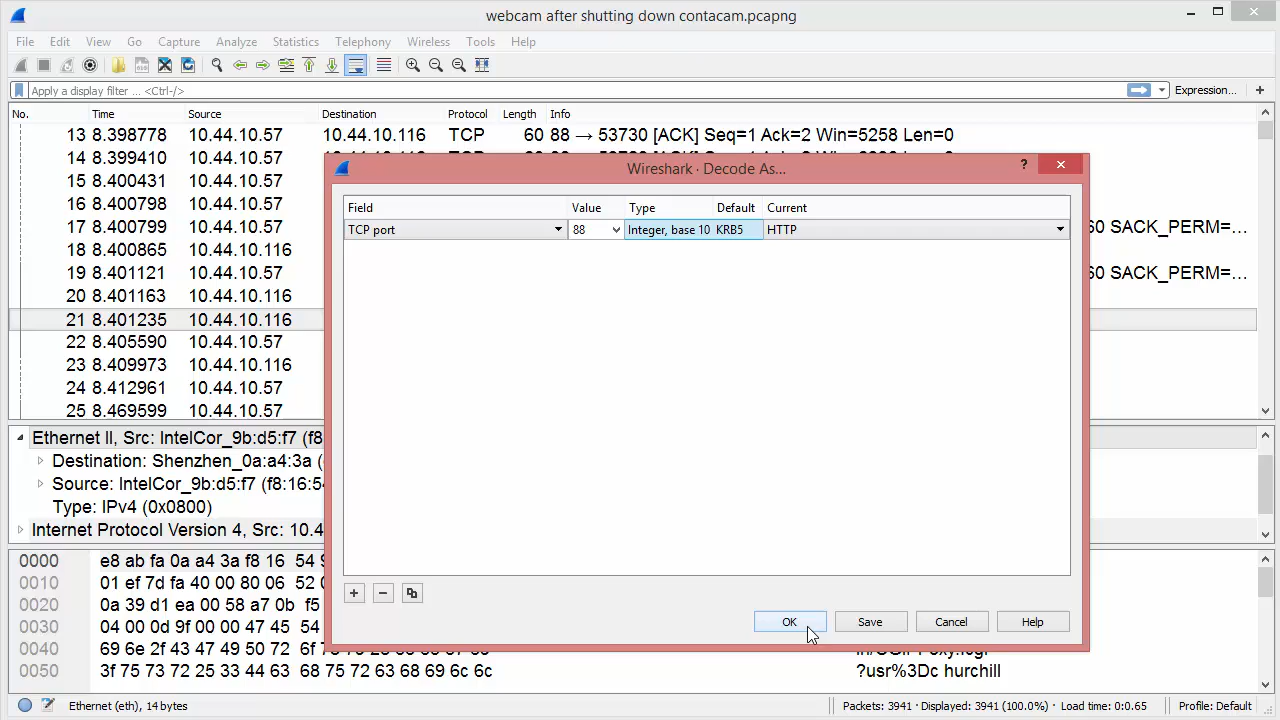 webcam after shutting down contacam.pcapng
File Edit View Go Capture Analyze Statistics Telephony Wireless Tools Help
Apply a display filter ... <Ctrl-/> Expression... +
No. Time Source Destination Protocol Length Info
13 8.398778 10.44.10.57 10.44.10.116 TCP 60 88 → 53730 [ACK] Seq=1 Ack=2 Win=5258 Len=0
14 8.399410 10.44.10.57
15 8.400431 10.44.10.57
16 8.400798 10.44.10.57
17 8.400799 10.44.10.57 60 SACK_PERM=...
18 8.400865 10.44.10.116
19 8.401121 10.44.10.57 60 SACK_PERM=...
20 8.401163 10.44.10.116
21 8.401235 10.44.10.116
22 8.405590 10.44.10.57
23 8.409973 10.44.10.116
24 8.412961 10.44.10.57
25 8.469599 10.44.10.57
Wireshark · Decode As...
?
Field Value Type Default Current
TCP port 88 Integer, base 10 KRB5 HTTP
+ −
OK Save Cancel Help
Ethernet II, Src: IntelCor_9b:d5:f7 (f8
Destination: Shenzhen_0a:a4:3a (
Source: IntelCor_9b:d5:f7 (f8:16:54
Type: IPv4 (0x0800)
Internet Protocol Version 4, Src: 10.4
0000 e8 ab fa 0a a4 3a f8 16 54 9
0010 01 ef 7d fa 40 00 80 06 52 0
0020 0a 39 d1 ea 00 58 a7 0b f5
0030 04 00 0d 9f 00 00 47 45 54
0040 69 6e 2f 43 47 49 50 72
0050 3f 75 73 72 25 33 44 63 68 75 72 63 68 69 6c 6c ?usr%3Dc hurchill
Ethernet (eth), 14 bytes Packets: 3941 · Displayed: 3941 (100.0%) · Load time: 0:0.65 Profile: Default